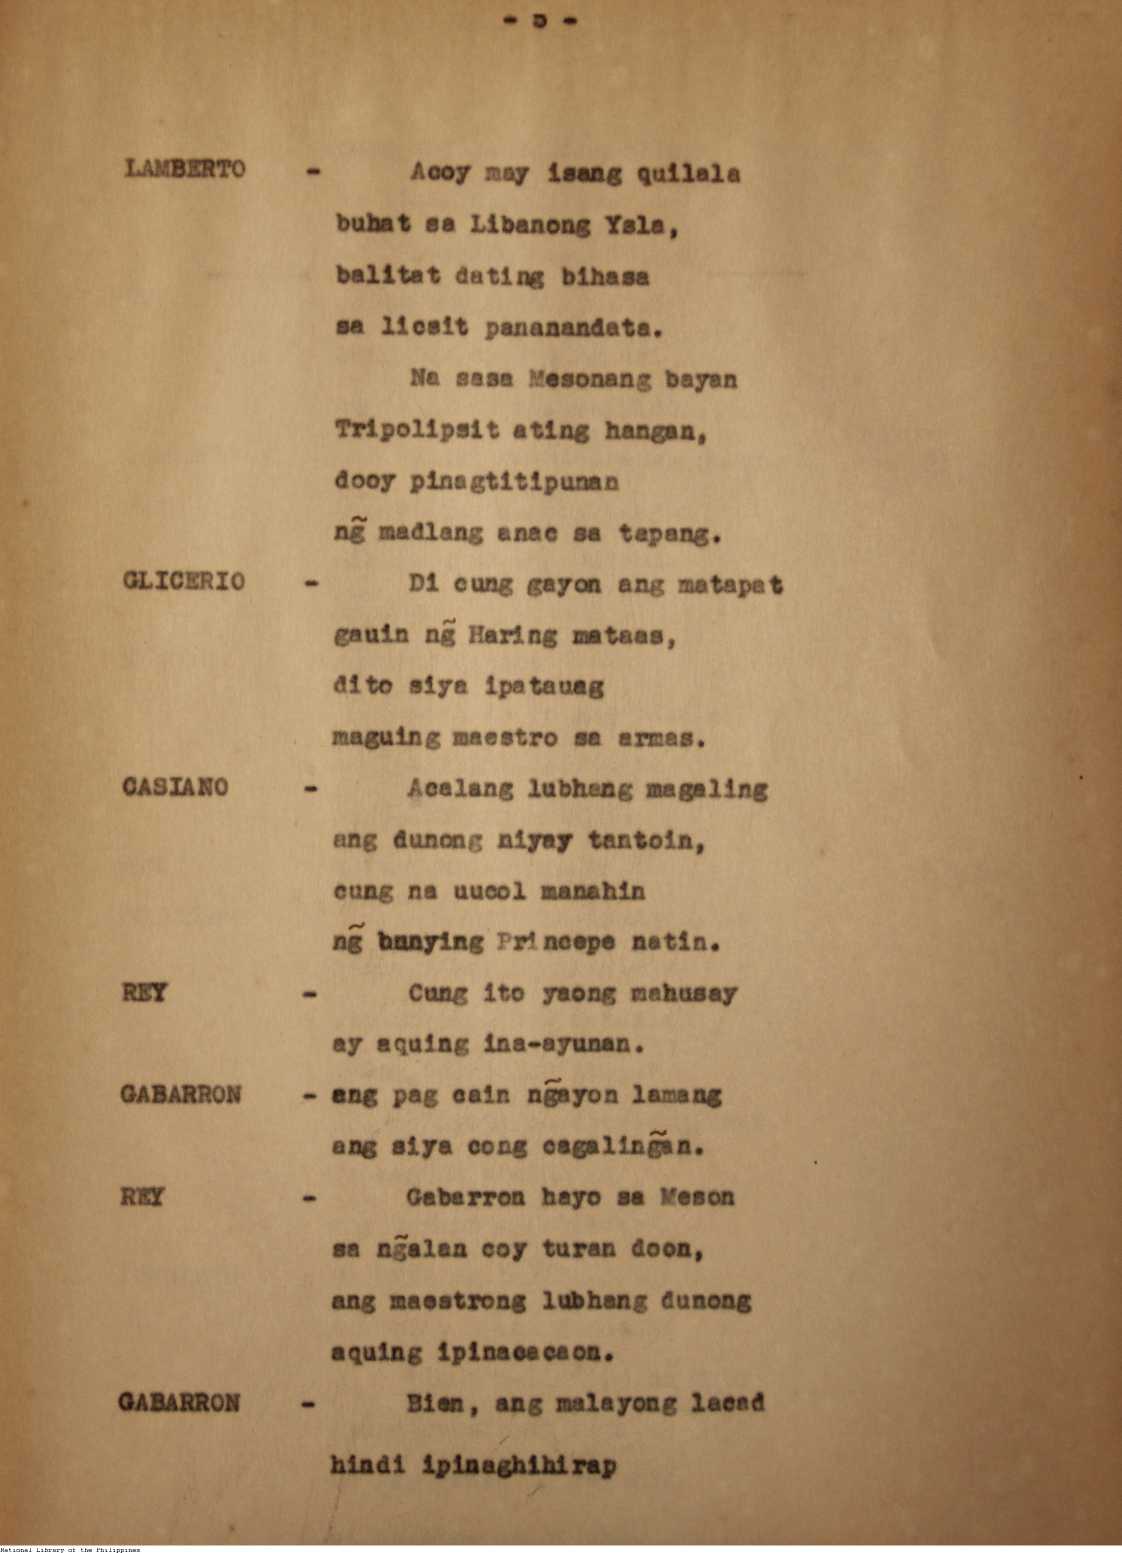 - 5 -
LAMBERTO - Acoy may isang quilala
buhat sa Libanong Ysla,
balitat dating bihasa
sa licsit pananandata.
Na sasa Mesonang bayan
Tripolipsit ating hangan,
dooy pinagtitipunan
ng̃ madlang anac sa tapang.
GLICERIO - Di cung gayon ang matapat
gauin ng̃ Haring mataas,
dito siya ipatauag
maguing maestro sa armas.
CASIANO - Acalang lubhang magaling
ang dunong niyay tantoin,
cung na uucol manahin
ng̃ bunying Princepe natin.
REY - Cung ito yaong mahusay
ay aquing ina-ayunan.
GABARRON - ang pag cain ng̃ayon lamang
ang siya cong cagaling̃an.
REY - Gabarron hayo sa Meson
sa ng̃alan coy turan doon,
ang maestrong lubhang dunong
aquing ipinacacaon.
GABARRON - Bien, ang malayong lacad
hindi ipinaghihirap
National Library of the Philippines